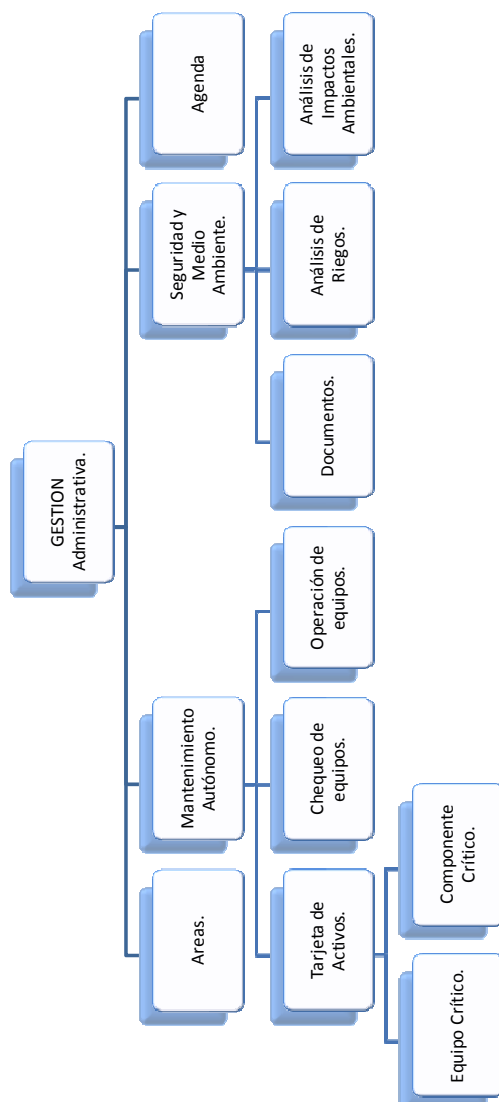 GESTION
Administrativa.
Areas.
Mantenimiento
Autónomo.
Seguridad y
Medio
Ambiente.
Agenda
Tarjeta de
Activos.
Chequeo de
equipos.
Operación de
equipos.
Documentos.
Análisis de
Riegos.
Análisis de
Impactos
Ambientales.
Equipo Crítico.
Componente
Crítico.